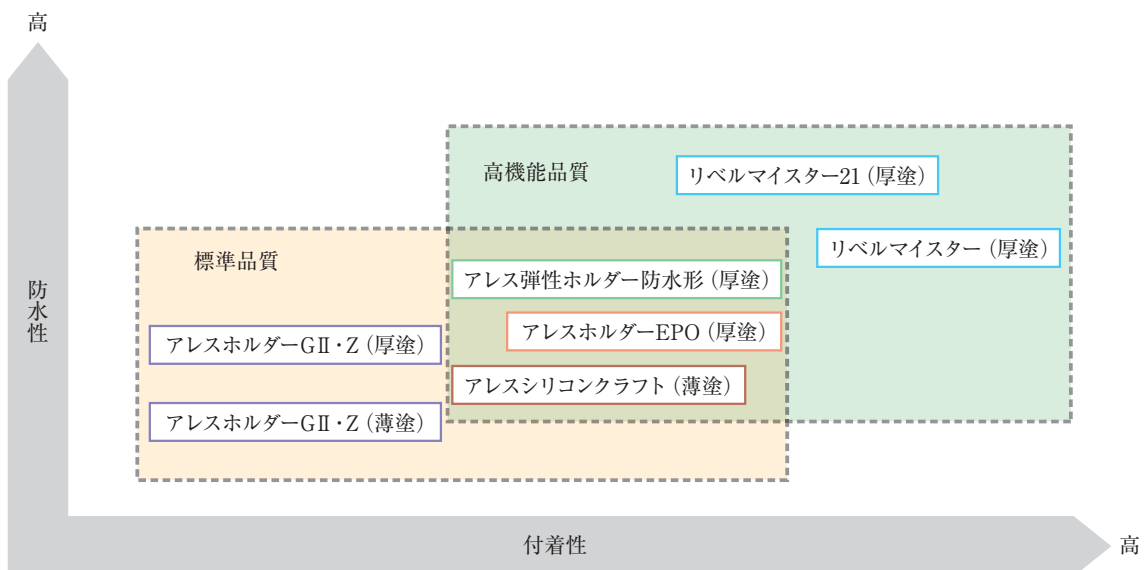 高
高機能品質
リベルマイスター21（厚塗）
リベルマイスター（厚塗）
標準品質
アレス弾性ホルダー防水形（厚塗）
アレスホルダーEPO（厚塗）
アレスホルダーGⅡ・Z（厚塗）
アレスシリコンクラフト（薄塗）
アレスホルダーGⅡ・Z（薄塗）
防水性
付着性
高